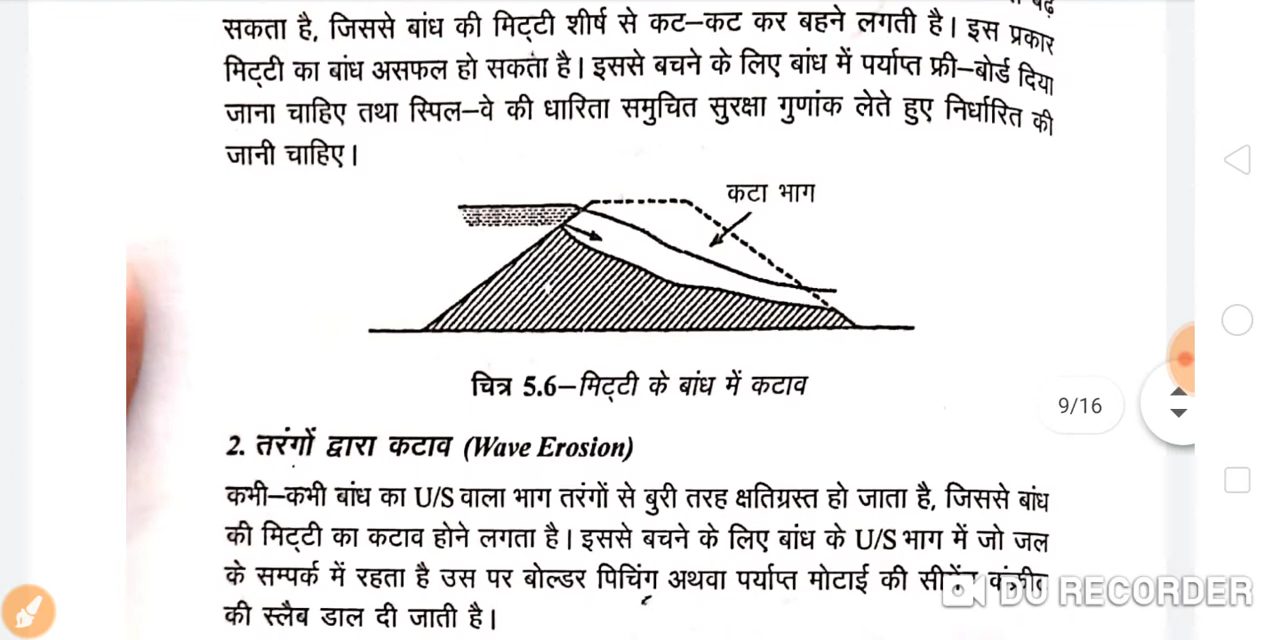 सकता है, जिससे बांध की मिट्टी शीर्ष से कट–कट कर बहने लगती है। इस प्रकार
मिट्टी का बांध असफल हो सकता है। इससे बचने के लिए बांध में पर्याप्त फ्री–बोर्ड दिया
जाना चाहिए तथा स्पिल–वे की धारिता समुचित सुरक्षा गुणांक लेते हुए निर्धारित की
जानी चाहिए।
कटा भाग
चित्र 5.6–मिट्टी के बांध में कटाव
9/16
2. तरंगों द्वारा कटाव (Wave Erosion)
कभी–कभी बांध का U/S वाला भाग तरंगों से बुरी तरह क्षतिग्रस्त हो जाता है, जिससे बांध
की मिट्टी का कटाव होने लगता है। इससे बचने के लिए बांध के U/S भाग में जो जल
के सम्पर्क में रहता है उस पर बोल्डर पिचिंग अथवा पर्याप्त मोटाई की
DU RECORDER
की स्लैब डाल दी जाती है।